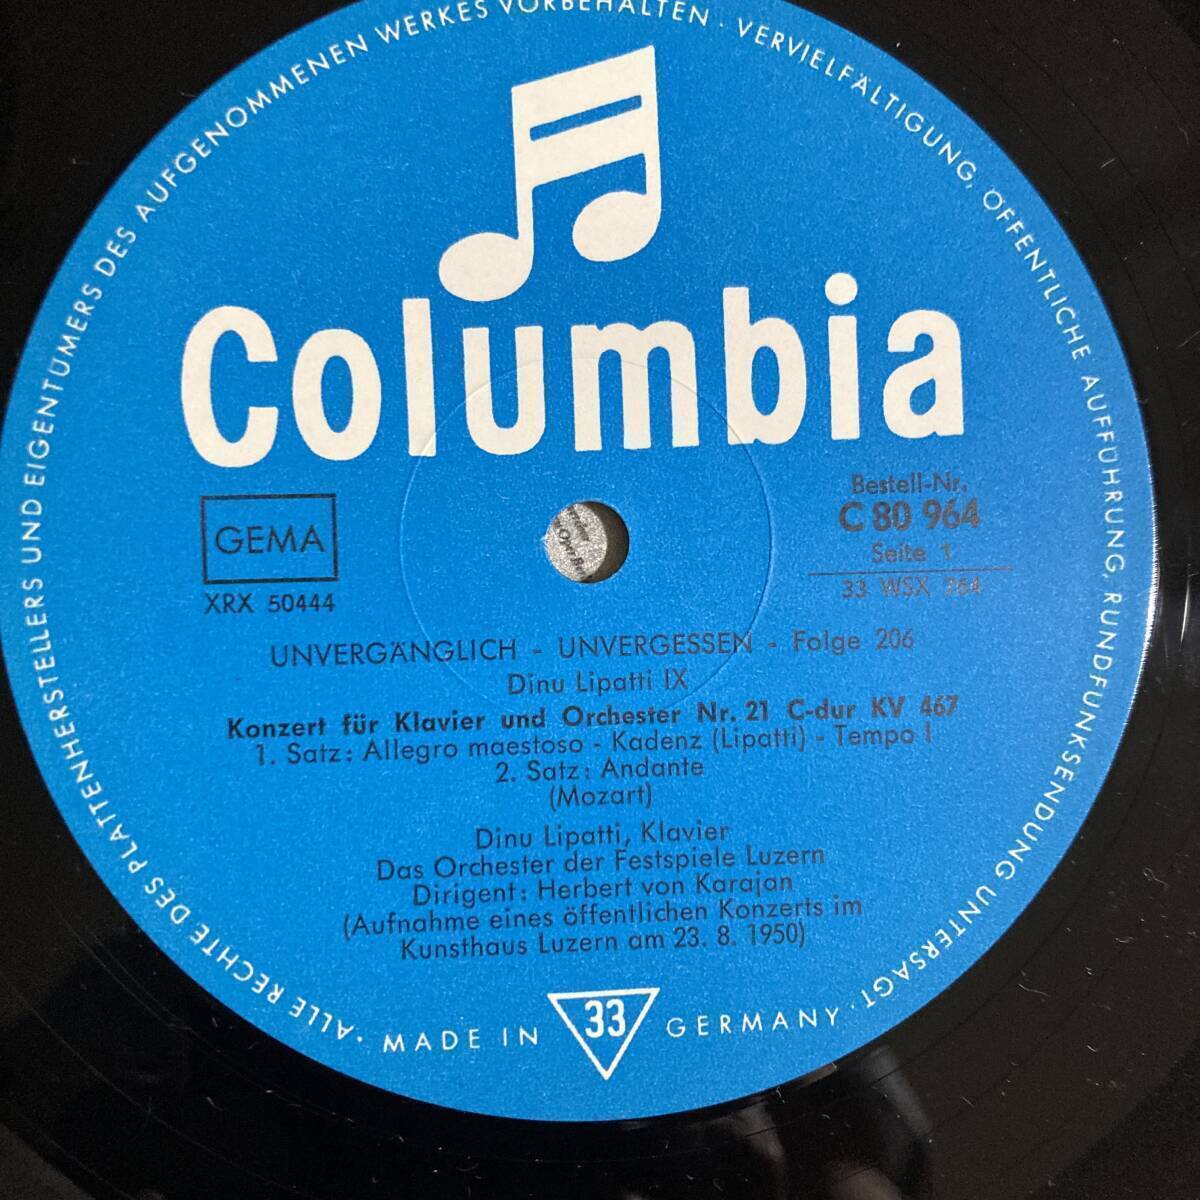 ALLE RECHTE DES PLATTENHERSTELLERS UND EIGENTÜMERS DES AUFGENOMMENEN WERKES VORBEHALTEN · VERVIELFÄLTIGUNG, ÖFFENTLICHE AUFFÜHRUNG, RUNDFUNKSENDUNG UNTERSAGT ·
Columbia
Bestell-Nr.
C 80 964
Seite 1
33 WSX 764
GEMA
XRX 50444
UNVERGÄNGLICH - UNVERGESSEN - Folge 206
Dinu Lipatti IX
Konzert für Klavier und Orchester Nr. 21 C-dur KV 467
1. Satz: Allegro maestoso - Kadenz (Lipatti) - Tempo I
2. Satz: Andante
(Mozart)
Dinu Lipatti, Klavier
Das Orchester der Festspiele Luzern
Dirigent: Herbert von Karajan
(Aufnahme eines öffentlichen Konzerts im
Kunsthaus Luzern am 23. 8. 1950)
· MADE IN 33 GERMANY ·